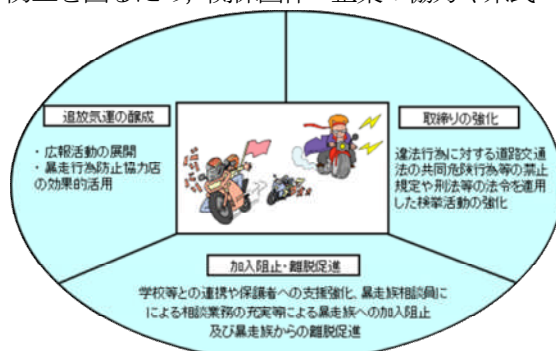 追放気運の醸成
・広報活動の展開
・暴走行為防止協力店
の効果的活用
取締りの強化
違法行為に対する道路交通
法の共同危険行為等の禁止
規定や刑法等の法令を適用
した検挙活動の強化
加入阻止・離脱促進
学校等との連携や保護者への支援強化、暴走族相談員に
による相談業務の充実等による暴走族への加入阻止
及び暴走族からの離脱促進